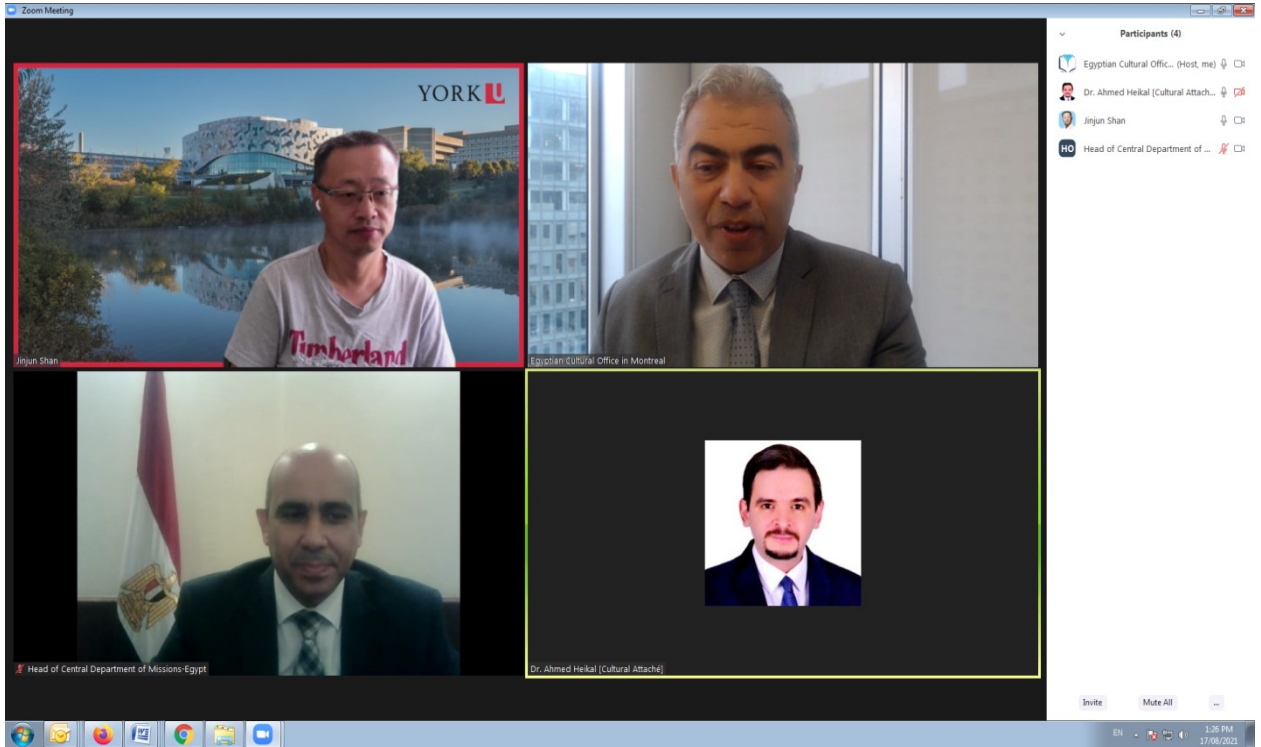 Zoom Meeting
YORK U
Jinjun Shan
Timberland
Egyptian Cultural Office in Montreal
Head of Central Department of Missions-Egypt
Dr. Ahmed Heikal [Cultural Attaché]
Participants (4)
Egyptian Cultural Offic... (Host, me)
Dr. Ahmed Heikal [Cultural Attach...
Jinjun Shan
HO Head of Central Department of ...
Invite Mute All ...
EN 1:26 PM
17/08/2021